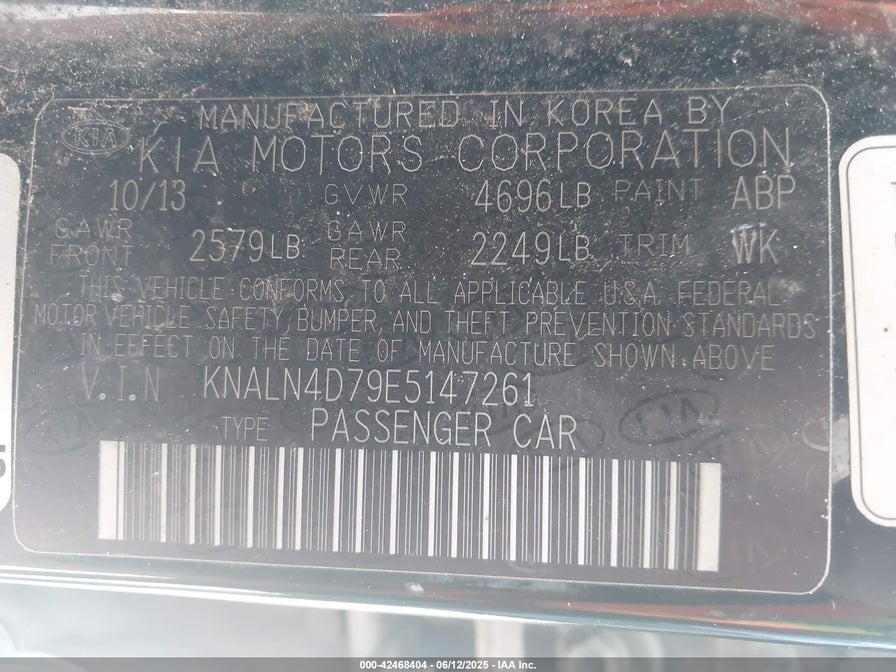 MANUFACTURED IN KOREA BY
KIA KIA MOTORS CORPORATION
10/13 GVWR 4696LB PAINT ABP
GAWR FRONT 2579LB GAWR REAR 2249LB TRIM WK
THIS VEHICLE CONFORMS TO ALL APPLICABLE U.S.A. FEDERAL
MOTOR VEHICLE SAFETY, BUMPER, AND THEFT PREVENTION STANDARDS
IN EFFECT ON THE DATE OF MANUFACTURE SHOWN ABOVE
V.I.N KNALN4D79E5147261
TYPE PASSENGER CAR
KIA
000-42468404 - 06/12/2025 - IAA Inc.